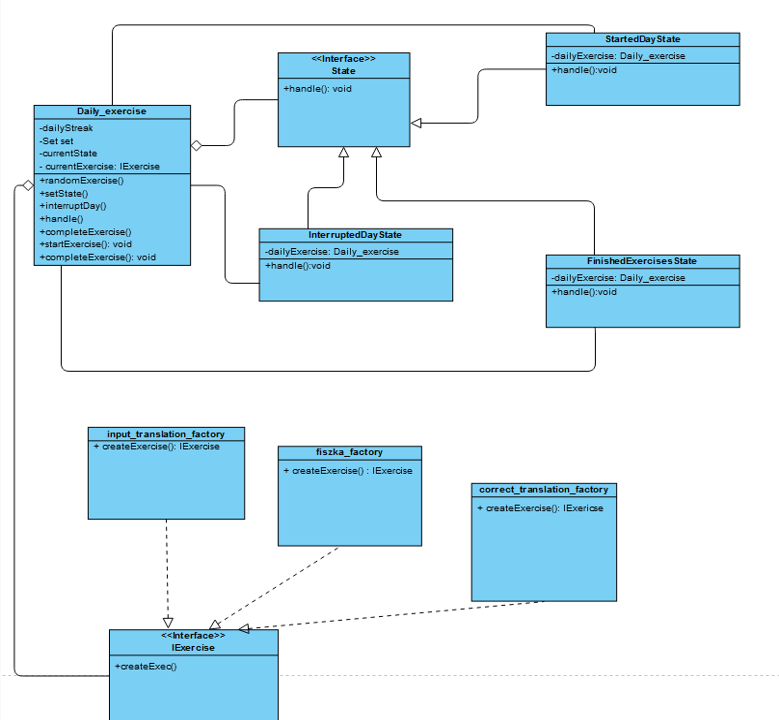 StartedDayState
-dailyExercise: Daily_exercise
+handle():void
<<Interface>>
State
+handle(): void
Daily_exercise
-dailyStreak
-Set set
-currentState
- currentExercise: IExercise
+randomExercise()
+setState()
+interruptDay()
+handle()
+completeExercise()
+startExercise(): void
+completeExercise(): void
InterruptedDayState
-dailyExercise: Daily_exercise
+handle():void
FinishedExercisesState
-dailyExercise: Daily_exercise
+handle():void
input_translation_factory
+ createExercise(): IExercise
fiszka_factory
+ createExercise() : IExercise
correct_translation_factory
+ createExercise(): IExericse
<<Interface>>
IExercise
+createExec()